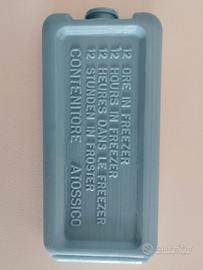 12 ORE IN FREEZER
12 HOURS IN FREEZER
12 HEURES DANS LE FREEZER
12 STUNDEN IN FROSTER
CONTENITORE ATOSSICO
subito